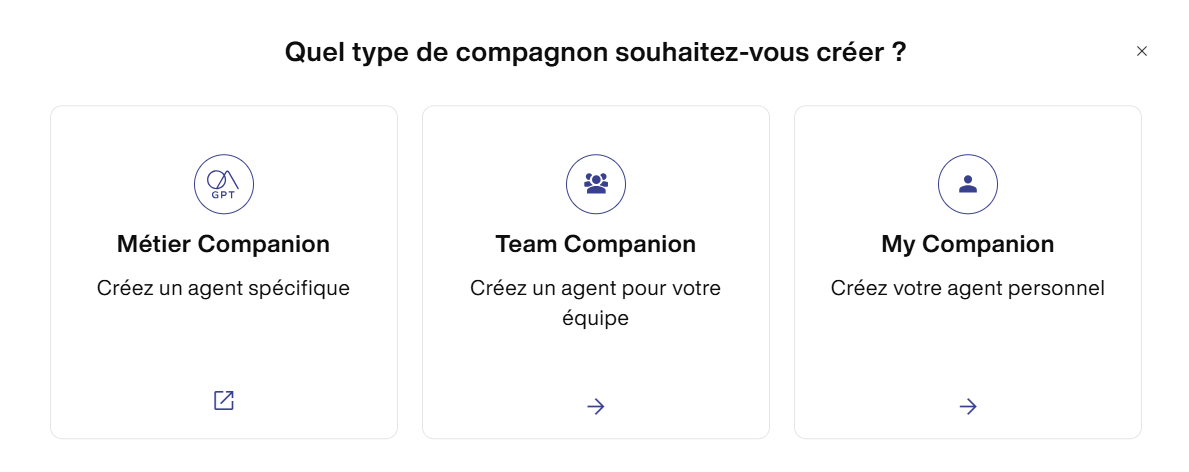 Quel type de compagnon souhaitez-vous créer ?
GPT
Métier Companion
Créez un agent spécifique
Team Companion
Créez un agent pour votre
équipe
My Companion
Créez votre agent personnel